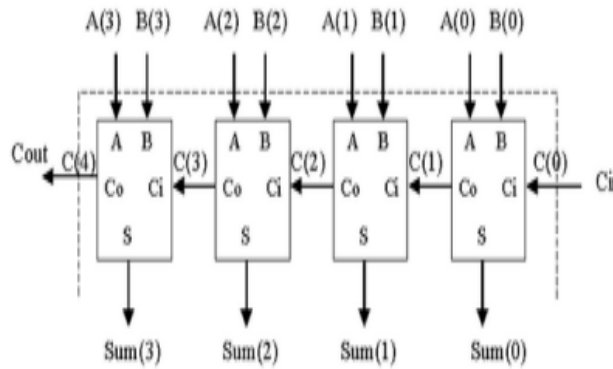 A(3) B(3) A(2) B(2) A(1) B(1) A(0) B(0)
A B A B A B A B
Cout C(4) C(3) C(2) C(1) C(0) Ci
Co Ci Co Ci Co Ci Co Ci
S S S S
Sum(3) Sum(2) Sum(1) Sum(0)